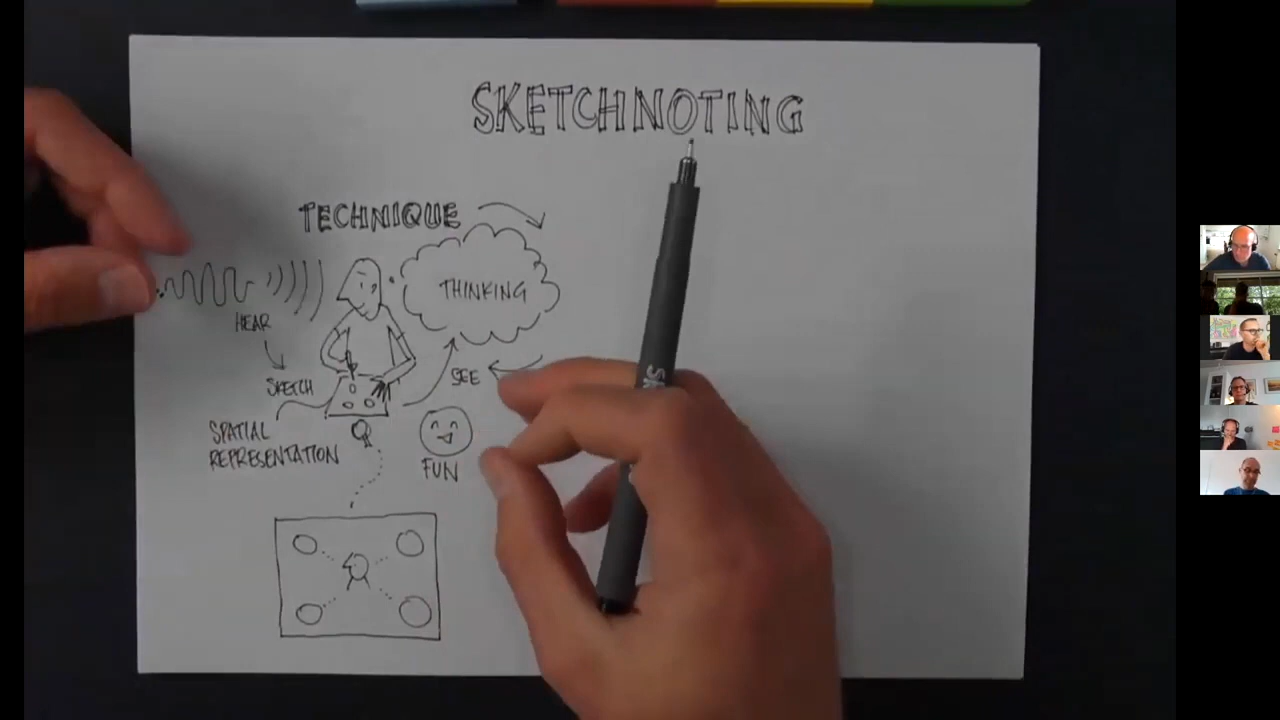 SKETCHNOTING
TECHNIQUE
THINKING
HEAR
SEE
SKETCH
SPATIAL
REPRESENTATION
FUN